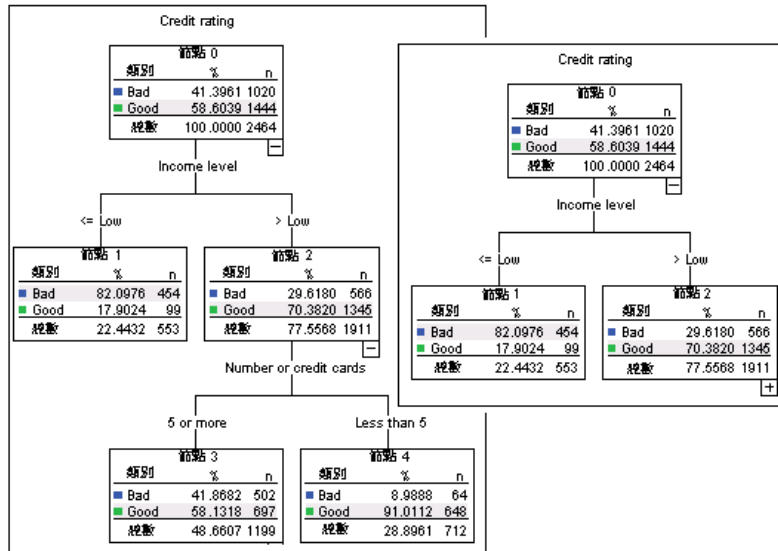 Credit rating
節點 0
類別 % n
Bad 41.3961 1020
Good 58.6039 1444
總數 100.0000 2464
Income level
<= Low
> Low
節點 1
類別 % n
Bad 82.0976 454
Good 17.9024 99
總數 22.4432 553
節點 2
類別 % n
Bad 29.6180 566
Good 70.3820 1345
總數 77.5568 1911
Number or credit cards
5 or more
Less than 5
節點 3
類別 % n
Bad 41.8682 502
Good 58.1318 697
總數 48.6607 1199
節點 4
類別 % n
Bad 8.9888 64
Good 91.0112 648
總數 28.8961 712
Credit rating
節點 0
類別 % n
Bad 41.3961 1020
Good 58.6039 1444
總數 100.0000 2464
Income level
<= Low
> Low
節點 1
類別 % n
Bad 82.0976 454
Good 17.9024 99
總數 22.4432 553
節點 2
類別 % n
Bad 29.6180 566
Good 70.3820 1345
總數 77.5568 1911